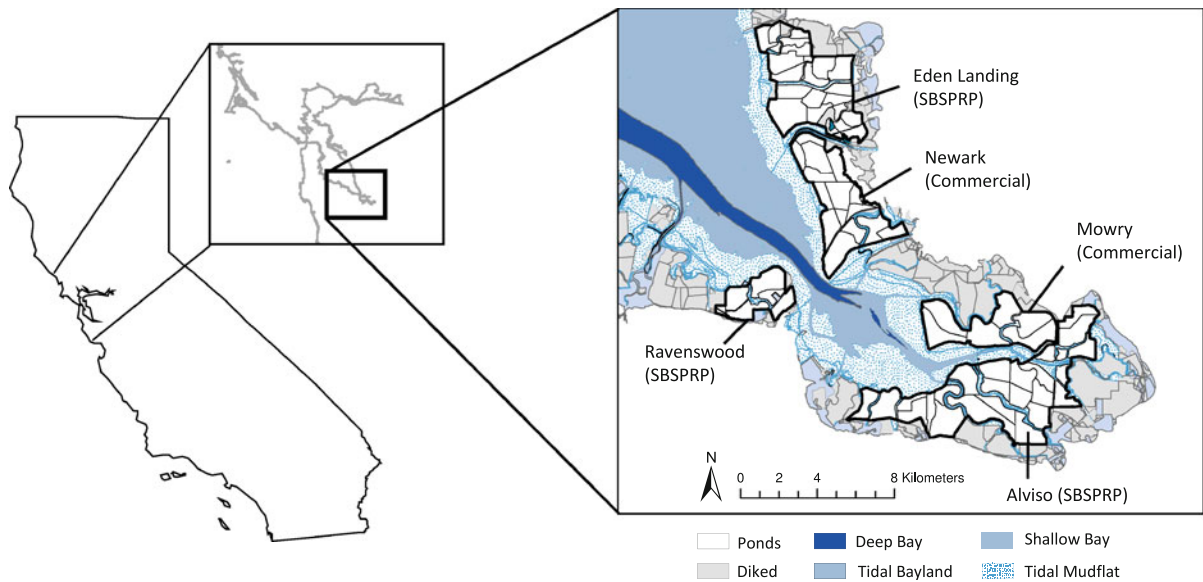 Eden Landing
(SBSPRP)
Newark
(Commercial)
Mowry
(Commercial)
Ravenswood
(SBSPRP)
N
0 2 4 8 Kilometers
Alviso (SBSPRP)
Ponds Deep Bay Shallow Bay
Diked Tidal Bayland Tidal Mudflat